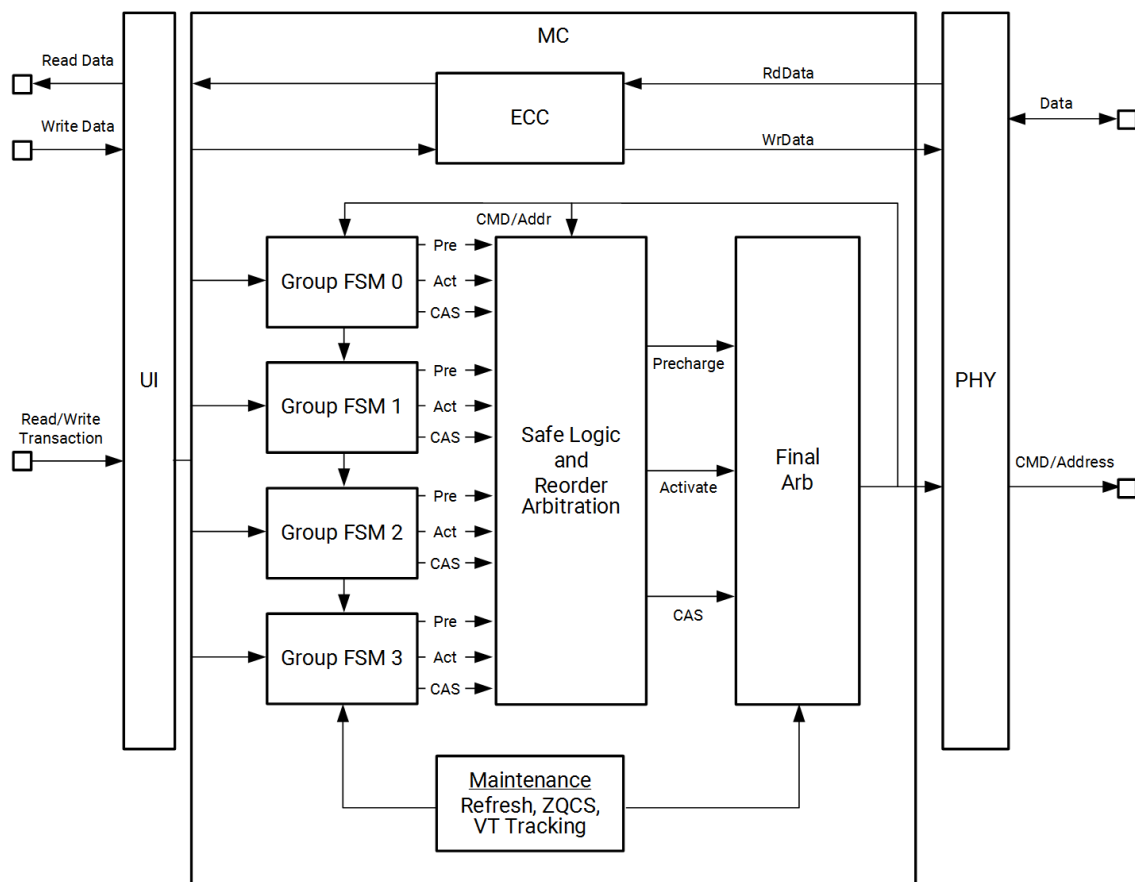 MC
Read Data
RdData
ECC
Data
Write Data
WrData
CMD/Addr
Pre
Group FSM 0
Act
CAS
Precharge
Pre
Group FSM 1
Act
CAS
UI
PHY
Read/Write
Transaction
Safe Logic
and
Reorder
Arbitration
Final
Arb
Activate
CMD/Address
Pre
Group FSM 2
Act
CAS
CAS
Pre
Group FSM 3
Act
CAS
Maintenance
Refresh, ZQCS,
VT Tracking